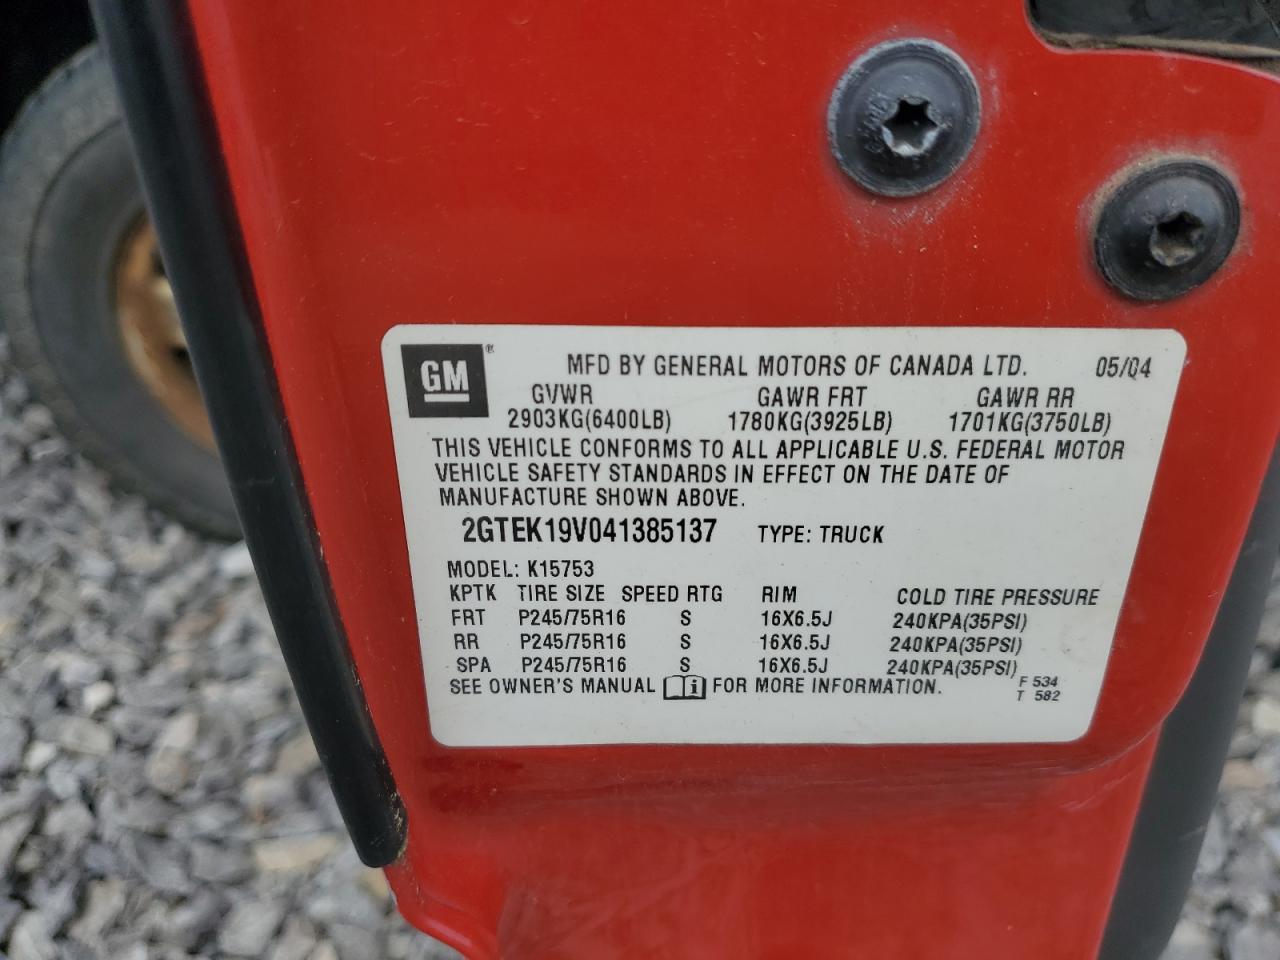 GM® MFD BY GENERAL MOTORS OF CANADA LTD. 05/04
GVWR GAWR FRT GAWR RR
2903KG(6400LB) 1780KG(3925LB) 1701KG(3750LB)
THIS VEHICLE CONFORMS TO ALL APPLICABLE U.S. FEDERAL MOTOR
VEHICLE SAFETY STANDARDS IN EFFECT ON THE DATE OF
MANUFACTURE SHOWN ABOVE.
2GTEK19V041385137 TYPE: TRUCK
MODEL: K15753
KPTK TIRE SIZE SPEED RTG RIM COLD TIRE PRESSURE
FRT P245/75R16 S 16X6.5J 240KPA(35PSI)
RR P245/75R16 S 16X6.5J 240KPA(35PSI)
SPA P245/75R16 S 16X6.5J 240KPA(35PSI)
SEE OWNER'S MANUAL i FOR MORE INFORMATION. F 534
T 582